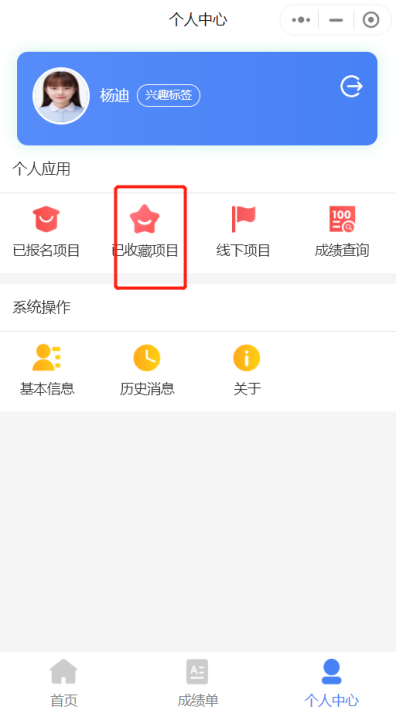 个人中心
杨迪 兴趣标签
个人应用
已报名项目 已收藏项目 线下项目 成绩查询
100
系统操作
基本信息 历史消息 关于
首页 成绩单 个人中心